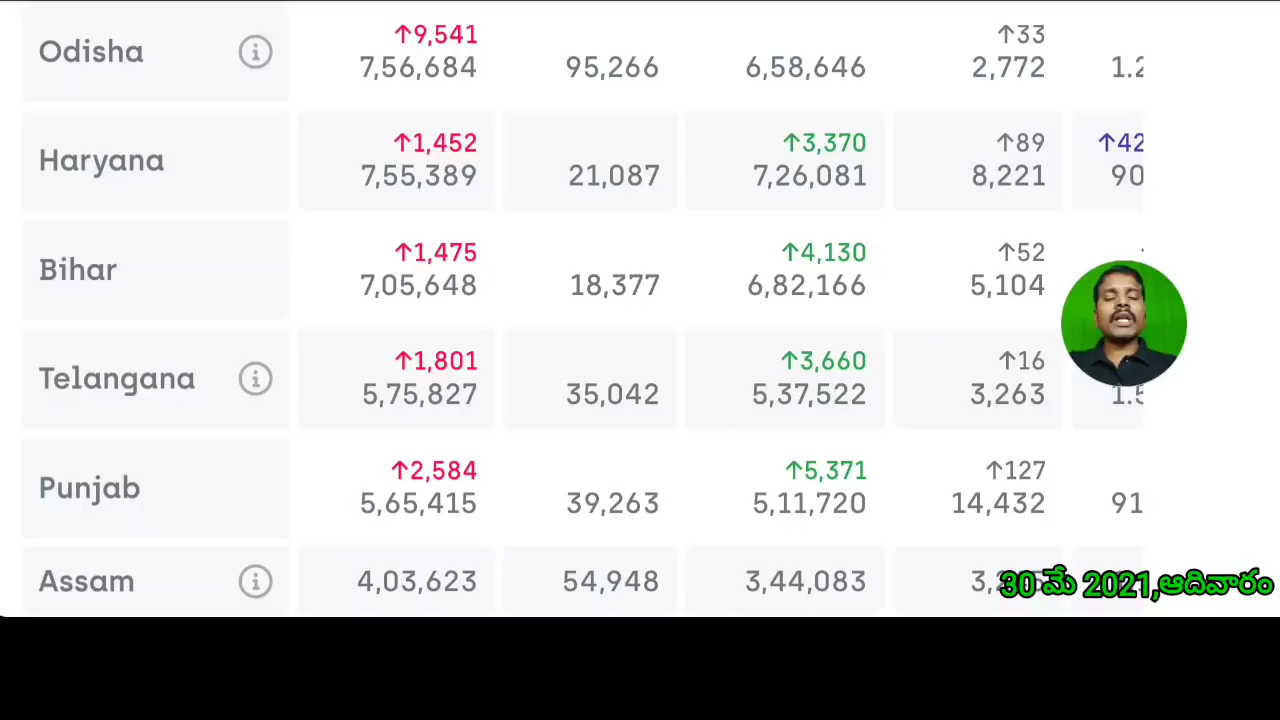 ↑9,541 ↑33
Odisha 7,56,684 95,266 6,58,646 2,772
↑1,452 ↑3,370 ↑89 ↑42
Haryana 7,55,389 21,087 7,26,081 8,221 90
↑1,475 ↑4,130 ↑52
Bihar 7,05,648 18,377 6,82,166 5,104
↑1,801 ↑3,660 ↑16
Telangana 5,75,827 35,042 5,37,522 3,263
↑2,584 ↑5,371 ↑127
Punjab 5,65,415 39,263 5,11,720 14,432 91
Assam 4,03,623 54,948 3,44,083
30 మే 2021,ఆదివారం